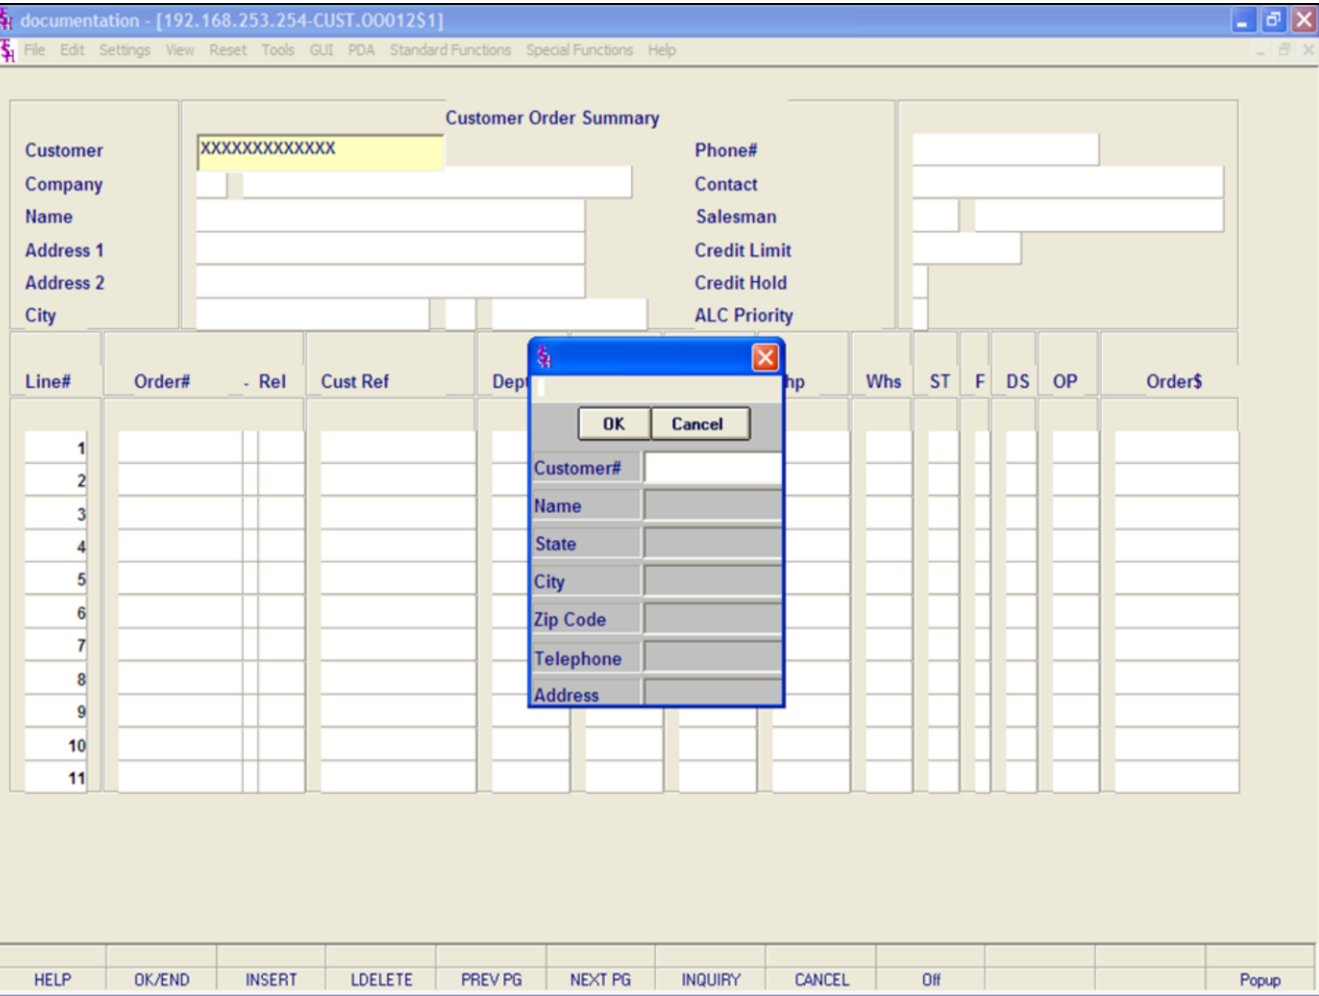 documentation - [192.168.253.254-CUST.OO012S1]
File Edit Settings View Reset Tools GUI PDA Standard Functions Special Functions Help
Customer Order Summary
Customer XXXXXXXXXXXXX Phone#
Company Contact
Name Salesman
Address 1 Credit Limit
Address 2 Credit Hold
City ALC Priority
Line# Order# - Rel Cust Ref Dept hp Whs ST F DS OP Order$
OK Cancel
Customer#
Name
State
City
Zip Code
Telephone
Address
1
2
3
4
5
6
7
8
9
10
11
HELP OK/END INSERT LDELETE PREV PG NEXT PG INQUIRY CANCEL Off Popup